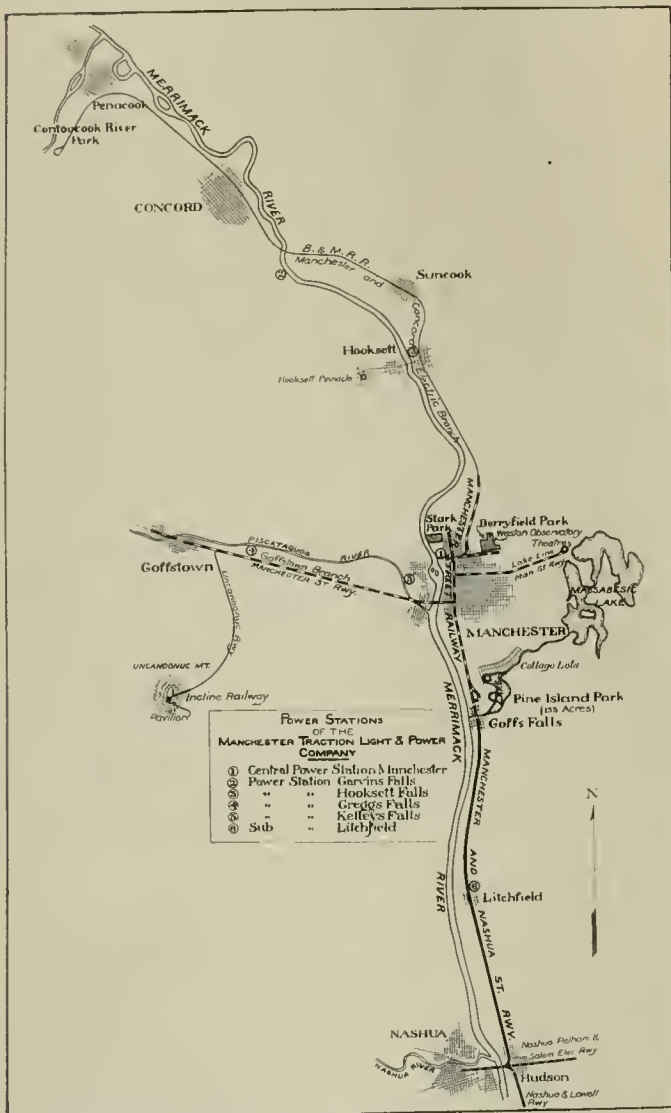 MERRIMACK
RIVER
Penacook
Contoocook River
Park
CONCORD
B. & M. R. R.
Manchester and
Concord
Electric Branch
Suncook
Hooksett
Hooksett Pinnacle
Stark
Park
MANCHESTER
STREET RAILWAY
Derryfield Park
Weston Observatory
Theatre
Lake Line
Man St Rwy.
MASSABESIC
LAKE
PISCATAQUOG
RIVER
④ Goffstown Branch
MANCHESTER ST RWY.
Goffstown
UNCANOONUC RWY
UNCANOONUC MT.
Incline Railway
Pavilion
①
MANCHESTER
Cottage Lots
Pine Island Park
(135 ACRES)
Goffs Falls
MERRIMACK
RIVER
POWER STATIONS
OF THE
MANCHESTER TRACTION LIGHT & POWER
COMPANY
① Central Power Station Manchester
② Power Station Garvins Falls
③ " " Hooksett Falls
④ " " Greggs Falls
⑤ " " Kelleys Falls
⑥ Sub " Litchfield
N
MANCHESTER AND NASHUA ST. RWY.
Litchfield
NASHUA
NASHUA RIVER
Nashua Pelham &
Salem Elec Rwy
Hudson
Nashua & Lowell
Rwy